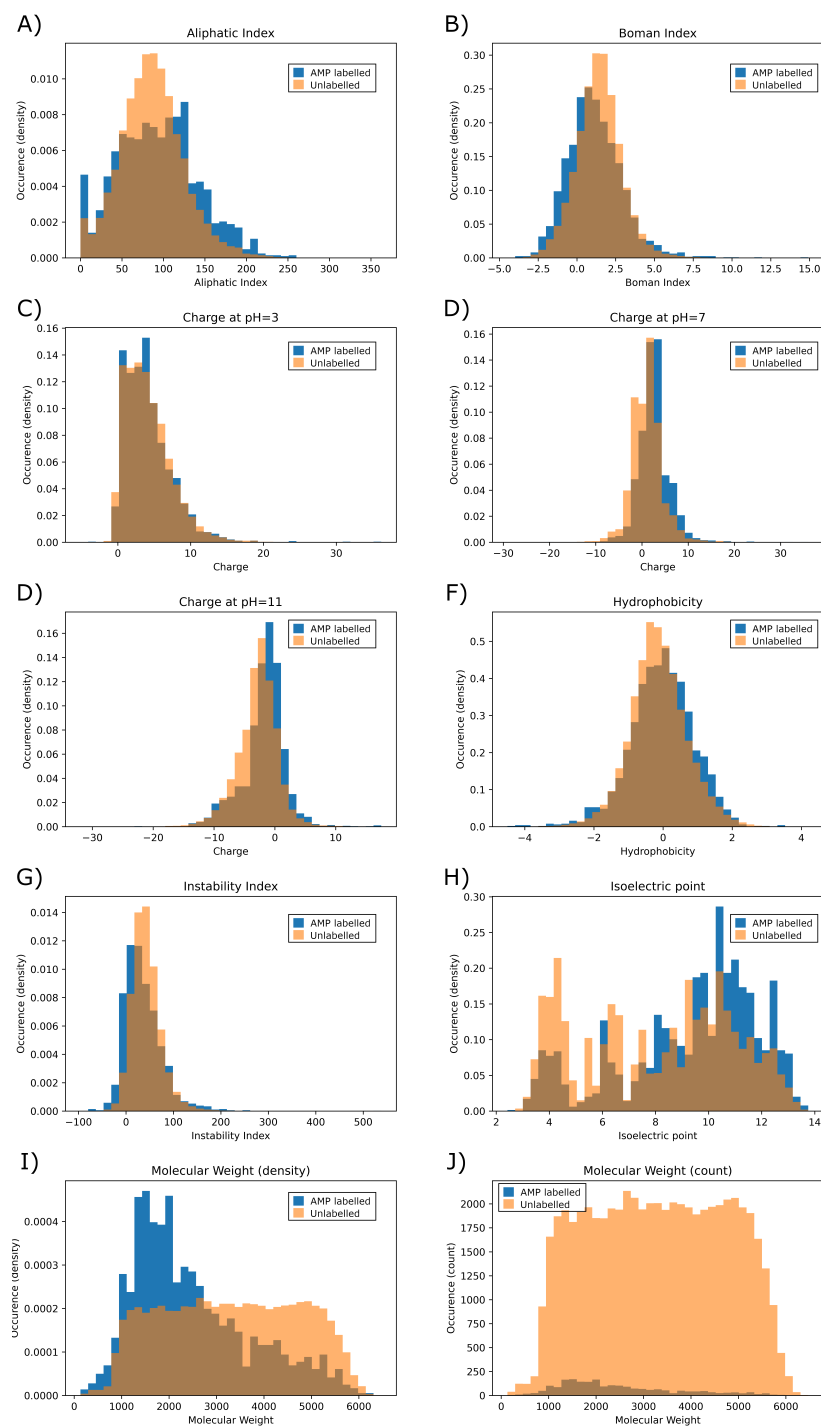 A)
Aliphatic Index
AMP labelled
Unlabelled
Occurence (density)
0.010
0.008
0.006
0.004
0.002
0.000
0 50 100 150 200 250 300 350
Aliphatic Index
B)
Boman Index
AMP labelled
Unlabelled
Occurence (density)
0.30
0.25
0.20
0.15
0.10
0.05
0.00
−5.0 −2.5 0.0 2.5 5.0 7.5 10.0 12.5 15.0
Boman Index
C)
Charge at pH=3
AMP labelled
Unlabelled
Occurence (density)
0.16
0.14
0.12
0.10
0.08
0.06
0.04
0.02
0.00
0 10 20 30
Charge
D)
Charge at pH=7
AMP labelled
Unlabelled
Occurence (density)
0.16
0.14
0.12
0.10
0.08
0.06
0.04
0.02
0.00
−30 −20 −10 0 10 20 30
Charge
D)
Charge at pH=11
AMP labelled
Unlabelled
Occurence (density)
0.16
0.14
0.12
0.10
0.08
0.06
0.04
0.02
0.00
−30 −20 −10 0 10
Charge
F)
Hydrophobicity
AMP labelled
Unlabelled
Occurence (density)
0.5
0.4
0.3
0.2
0.1
0.0
−4 −2 0 2 4
Hydrophobicity
G)
Instability Index
AMP labelled
Unlabelled
Occurence (density)
0.014
0.012
0.010
0.008
0.006
0.004
0.002
0.000
−100 0 100 200 300 400 500
Instability Index
H)
Isoelectric point
AMP labelled
Unlabelled
Occurence (density)
0.30
0.25
0.20
0.15
0.10
0.05
0.00
2 4 6 8 10 12 14
Isoelectric point
I)
Molecular Weight (density)
AMP labelled
Unlabelled
Occurence (density)
0.0004
0.0003
0.0002
0.0001
0.0000
0 1000 2000 3000 4000 5000 6000
Molecular Weight
J)
Molecular Weight (count)
AMP labelled
Unlabelled
Occurence (count)
2000
1750
1500
1250
1000
750
500
250
0
0 1000 2000 3000 4000 5000 6000
Molecular Weight